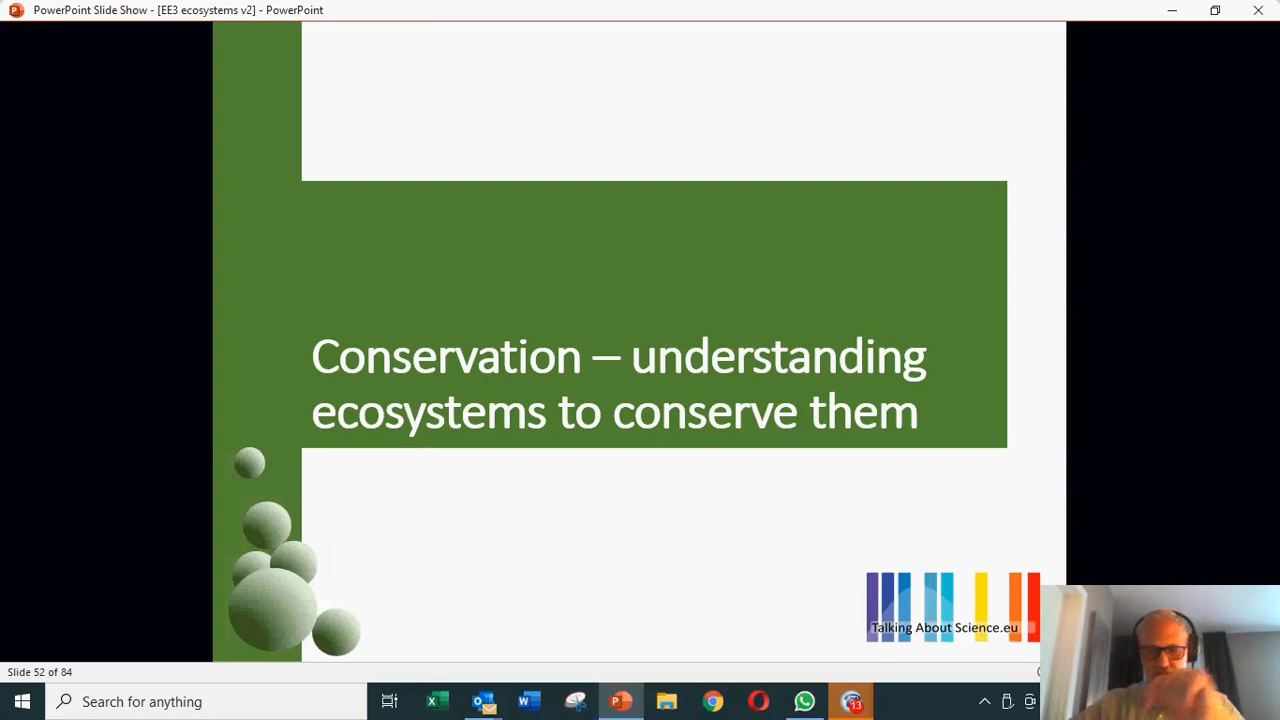 PowerPoint Slide Show - [EE3 ecosystems v2] - PowerPoint
Conservation – understanding
ecosystems to conserve them
Talking About Science.eu
Slide 52 of 84
Search for anything
13